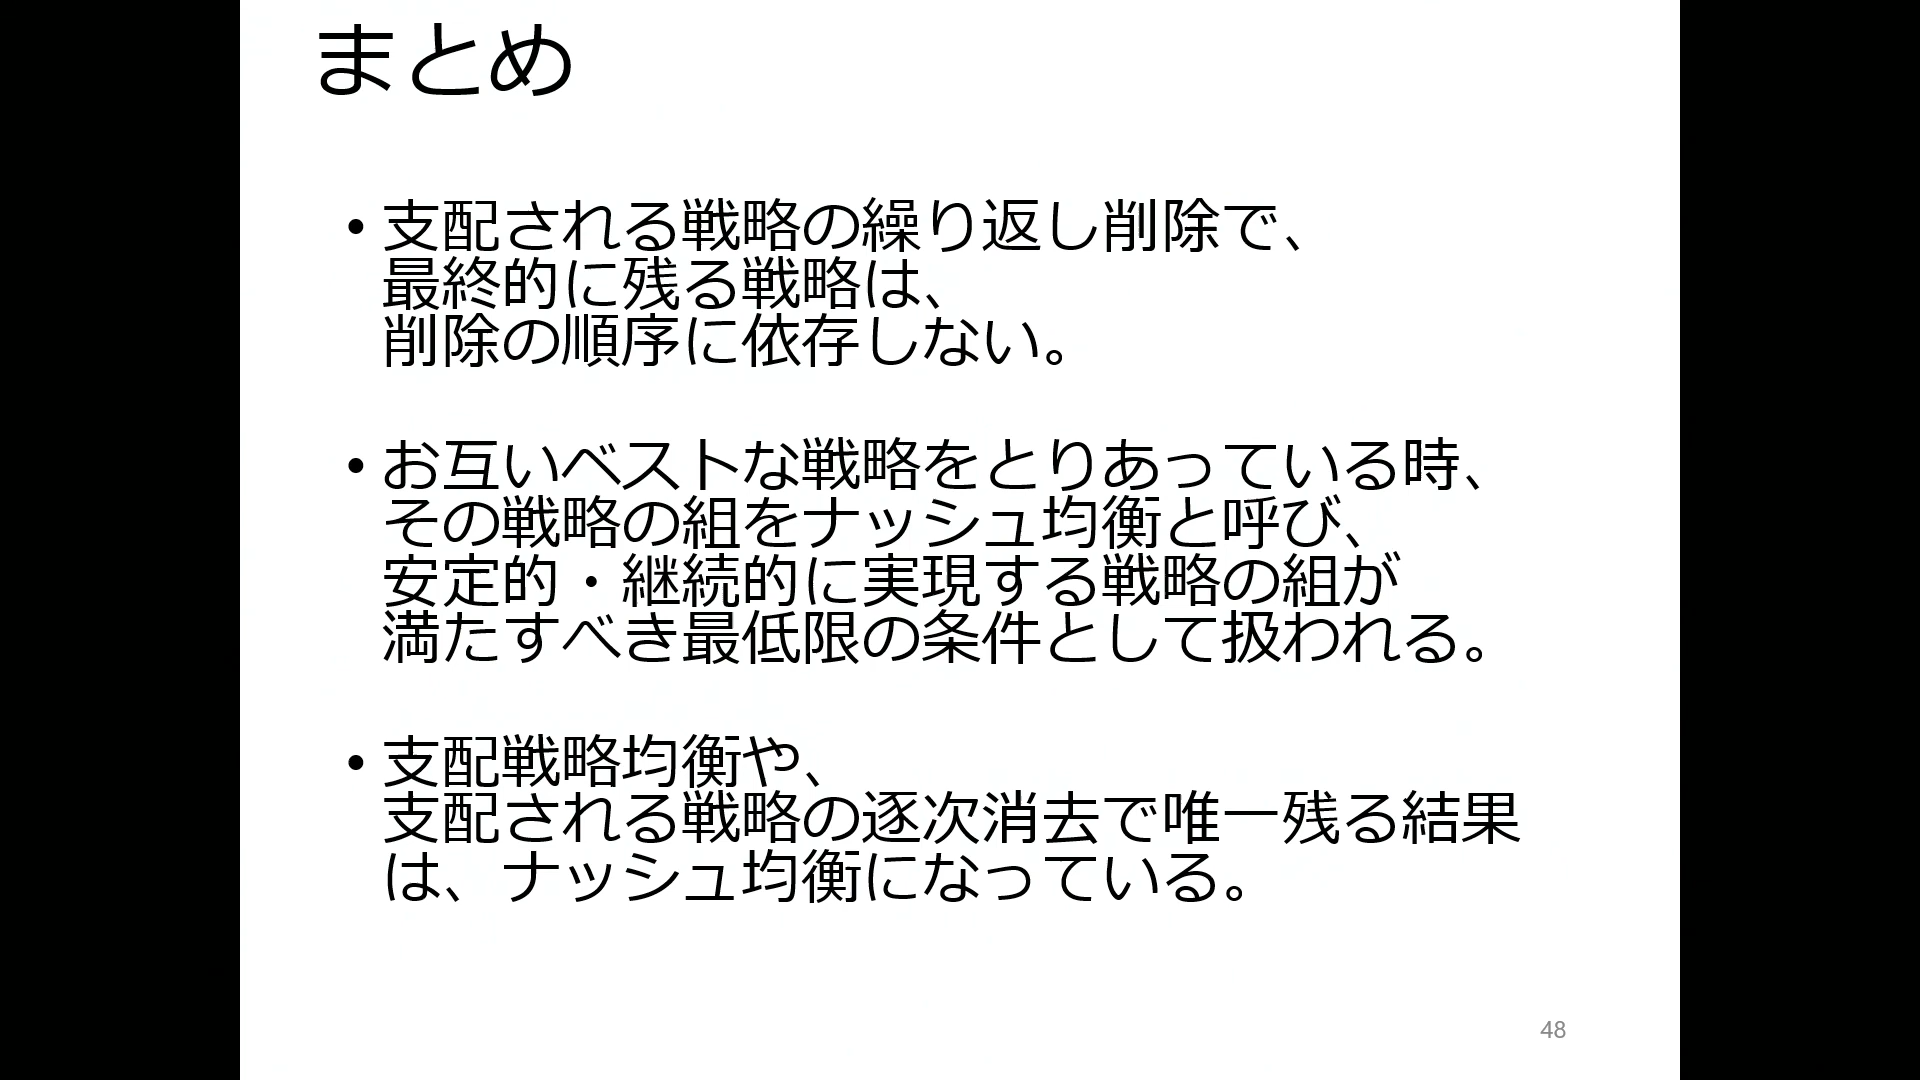 まとめ
• 支配される戦略の繰り返し削除で、
最終的に残る戦略は、
削除の順序に依存しない。
• お互いベストな戦略をとりあっている時、
その戦略の組をナッシュ均衡と呼び、
安定的・継続的に実現する戦略の組が
満たすべき最低限の条件として扱われる。
• 支配戦略均衡や、
支配される戦略の逐次消去で唯一残る結果
は、ナッシュ均衡になっている。
48